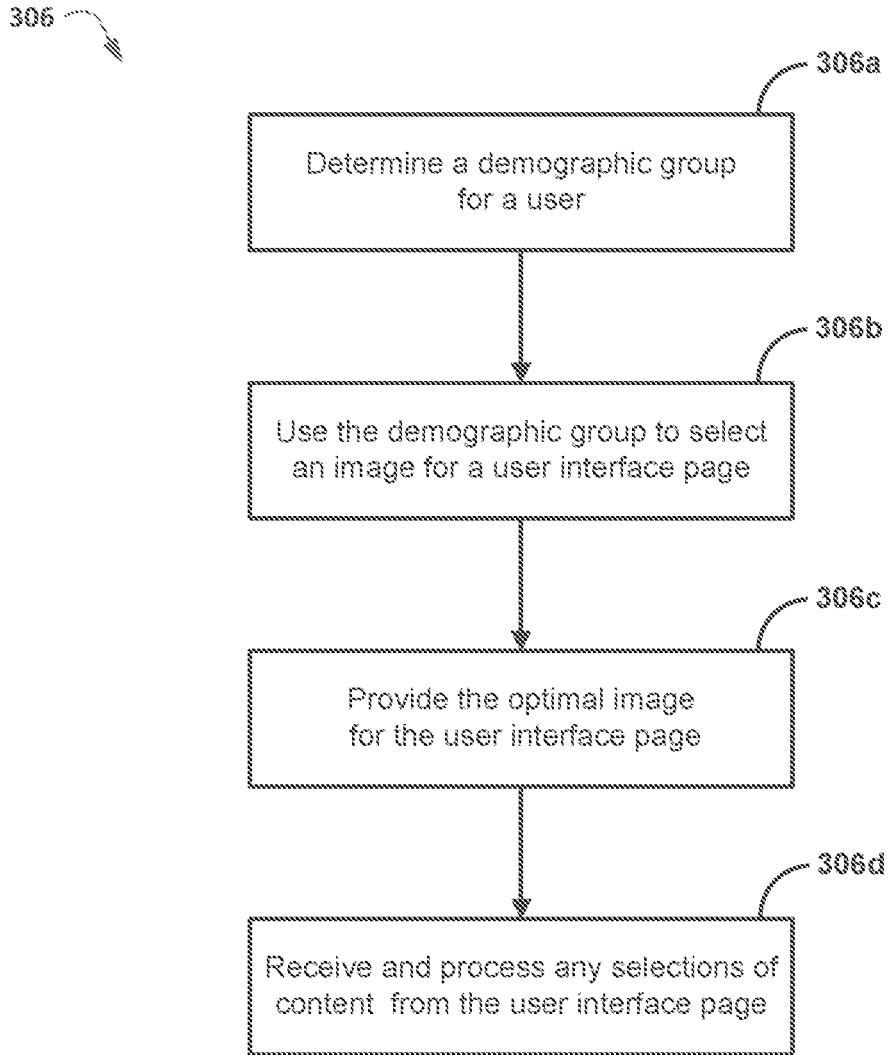 306
306a
Determine a demographic group
for a user
306b
Use the demographic group to select
an image for a user interface page
306c
Provide the optimal image
for the user interface page
306d
Receive and process any selections of
content from the user interface page